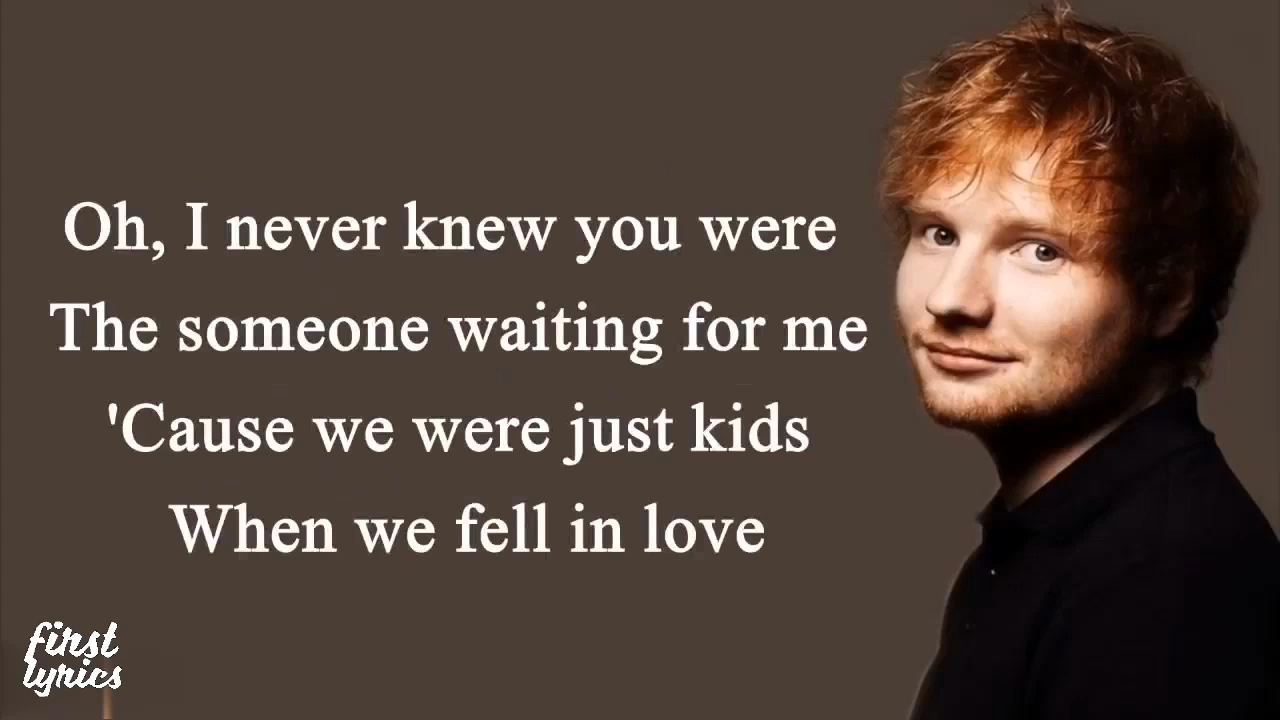 Oh, I never knew you were
The someone waiting for me
'Cause we were just kids
When we fell in love
first
lyrics